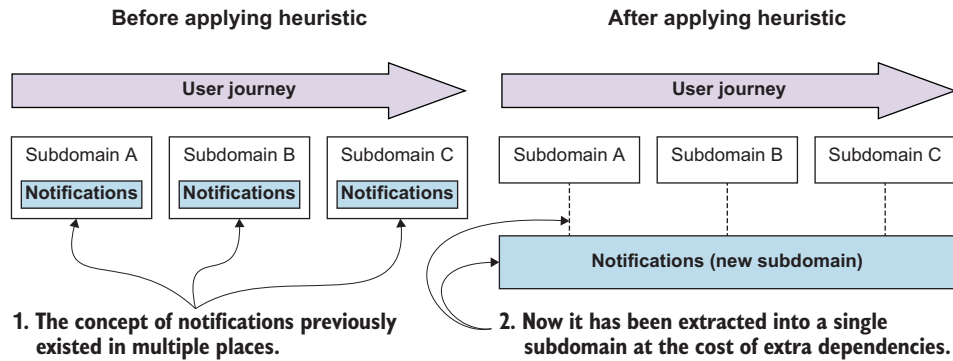 Before applying heuristic
After applying heuristic
User journey
User journey
Subdomain A
Notifications
Subdomain B
Notifications
Subdomain C
Notifications
Subdomain A
Subdomain B
Subdomain C
Notifications (new subdomain)
1. The concept of notifications previously
existed in multiple places.
2. Now it has been extracted into a single
subdomain at the cost of extra dependencies.